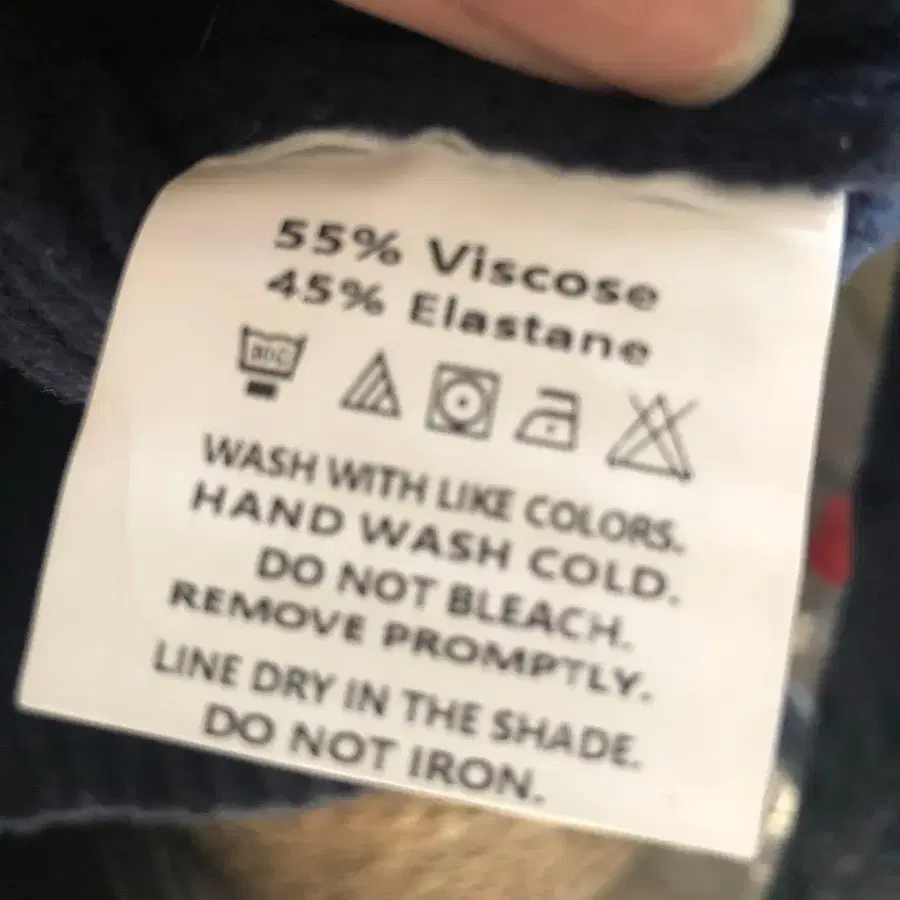 55% Viscose
45% Elastane
30C
WASH WITH LIKE COLORS.
HAND WASH COLD.
DO NOT BLEACH.
REMOVE PROMPTLY.
LINE DRY IN THE SHADE.
DO NOT IRON.